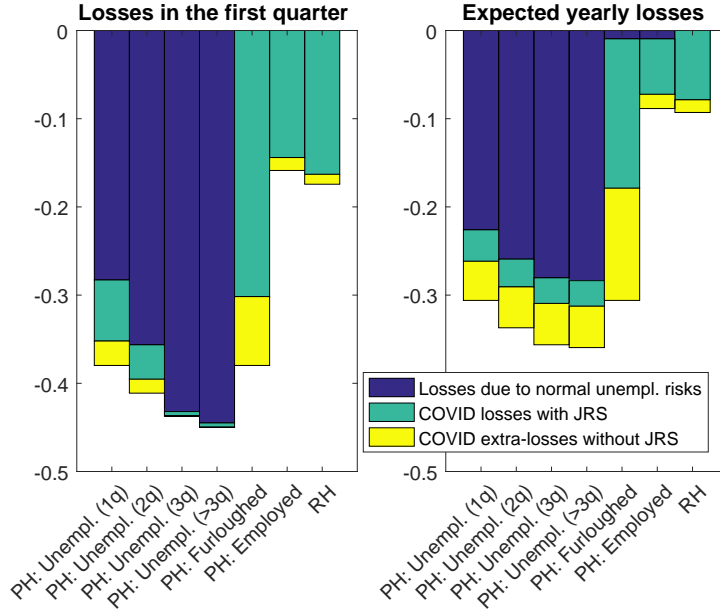 Losses in the first quarter
0
-0.1
-0.2
-0.3
-0.4
-0.5
PH: Unempl. (1q)
PH: Unempl. (2q)
PH: Unempl. (3q)
PH: Unempl. (>3q)
PH: Furloughed
PH: Employed
RH
Expected yearly losses
0
-0.1
-0.2
-0.3
-0.4
-0.5
Losses due to normal unempl. risks
COVID losses with JRS
COVID extra-losses without JRS
PH: Unempl. (1q)
PH: Unempl. (2q)
PH: Unempl. (3q)
PH: Unempl. (>3q)
PH: Furloughed
PH: Employed
RH